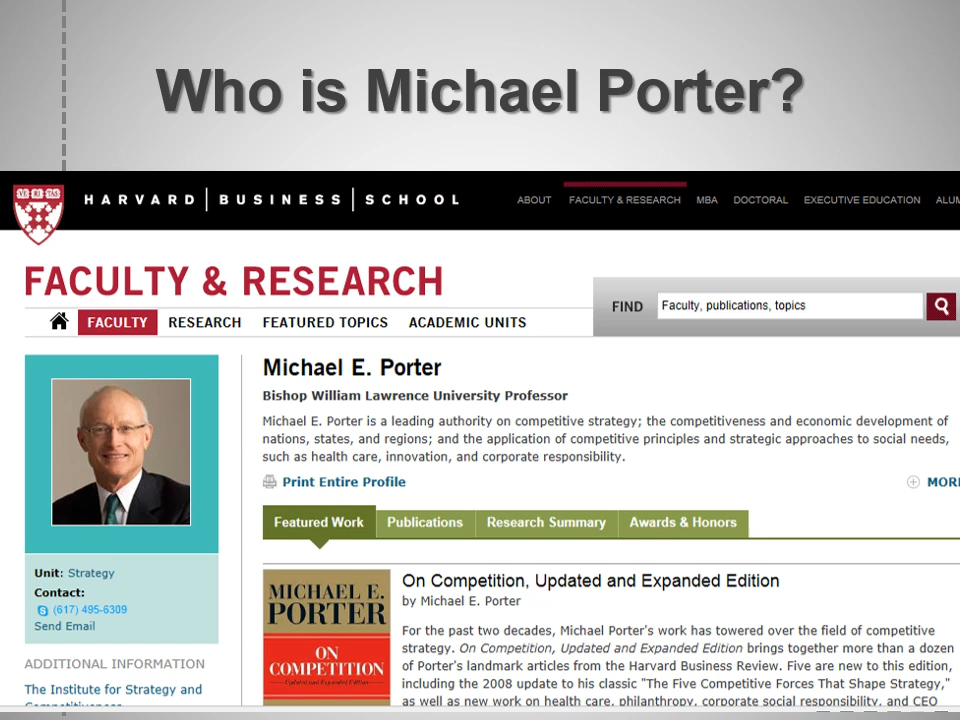 Who is Michael Porter?
HARVARD | BUSINESS | SCHOOL
ABOUT FACULTY & RESEARCH MBA DOCTORAL EXECUTIVE EDUCATION ALUM
FACULTY & RESEARCH
FIND Faculty, publications, topics
FACULTY RESEARCH FEATURED TOPICS ACADEMIC UNITS
Michael E. Porter
Bishop William Lawrence University Professor
Michael E. Porter is a leading authority on competitive strategy; the competitiveness and economic development of
nations, states, and regions; and the application of competitive principles and strategic approaches to social needs,
such as health care, innovation, and corporate responsibility.
Print Entire Profile
MORE
Featured Work Publications Research Summary Awards & Honors
Unit: Strategy
Contact:
(617) 495-6309
Send Email
ADDITIONAL INFORMATION
The Institute for Strategy and
Competitiveness
MICHAEL E.
PORTER
ON
COMPETITION
Updated and Expanded Edition
On Competition, Updated and Expanded Edition
by Michael E. Porter
For the past two decades, Michael Porter's work has towered over the field of competitive
strategy. On Competition, Updated and Expanded Edition brings together more than a dozen
of Porter's landmark articles from the Harvard Business Review. Five are new to this edition,
including the 2008 update to his classic "The Five Competitive Forces That Shape Strategy,"
as well as new work on health care, philanthropy, corporate social responsibility, and CEO